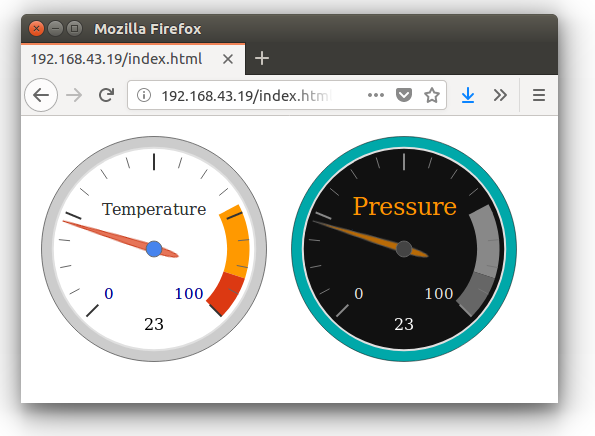 Mozilla Firefox
192.168.43.19/index.html
192.168.43.19/index.html
Temperature
0
100
23
Pressure
0
100
23